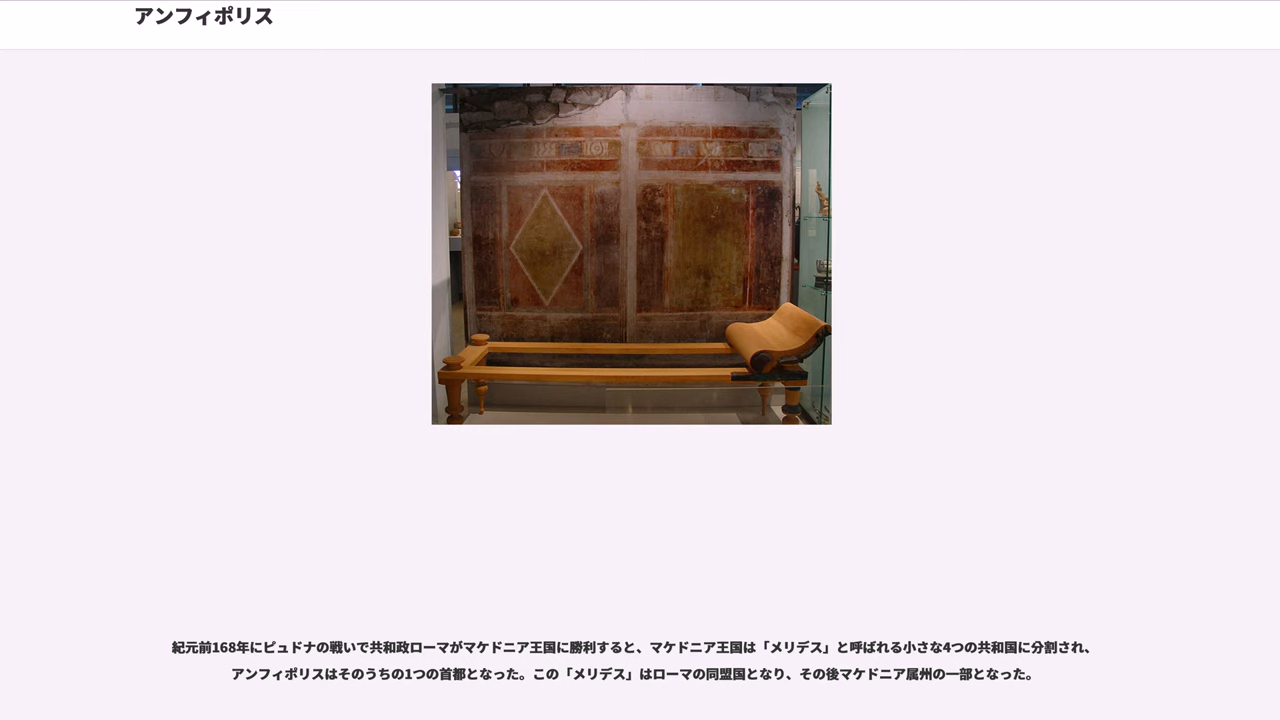 アンフィポリス
紀元前168年にピュドナの戦いで共和政ローマがマケドニア王国に勝利すると、マケドニア王国は「メリデス」と呼ばれる小さな4つの共和国に分割され、
アンフィポリスはそのうちの1つの首都となった。この「メリデス」はローマの同盟国となり、その後マケドニア属州の一部となった。